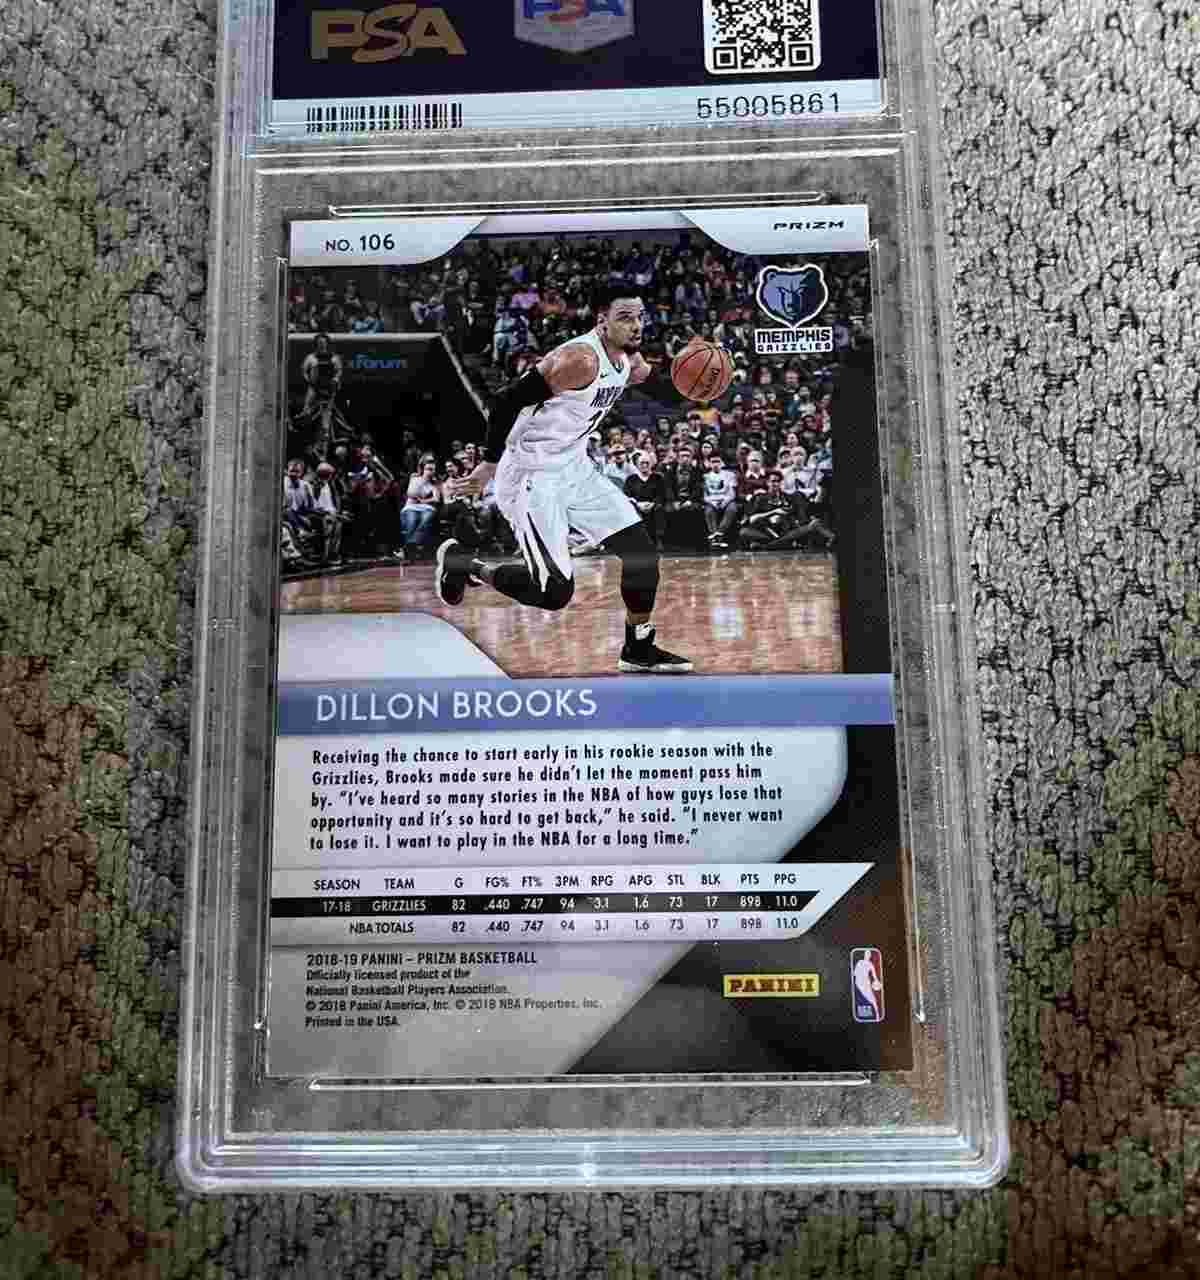 PSA
PSA
55005861
NO. 106
PRIZM
MEMPHIS
GRIZZLIES
xForum
DILLON BROOKS
Receiving the chance to start early in his rookie season with the
Grizzlies, Brooks made sure he didn't let the moment pass him
by. "I've heard so many stories in the NBA of how guys lose that
opportunity and it's so hard to get back," he said. "I never want
to lose it. I want to play in the NBA for a long time."
SEASON TEAM G FG% FT% 3PM RPG APG STL BLK PTS PPG
17-18 GRIZZLIES 82 .440 .747 94 3.1 1.6 73 17 898 11.0
NBA TOTALS 82 .440 .747 94 3.1 1.6 73 17 898 11.0
2018-19 PANINI – PRIZM BASKETBALL
Officially licensed product of the
National Basketball Players Association.
© 2018 Panini America, Inc. © 2018 NBA Properties, Inc.
Printed in the USA.
PANINI
NBA